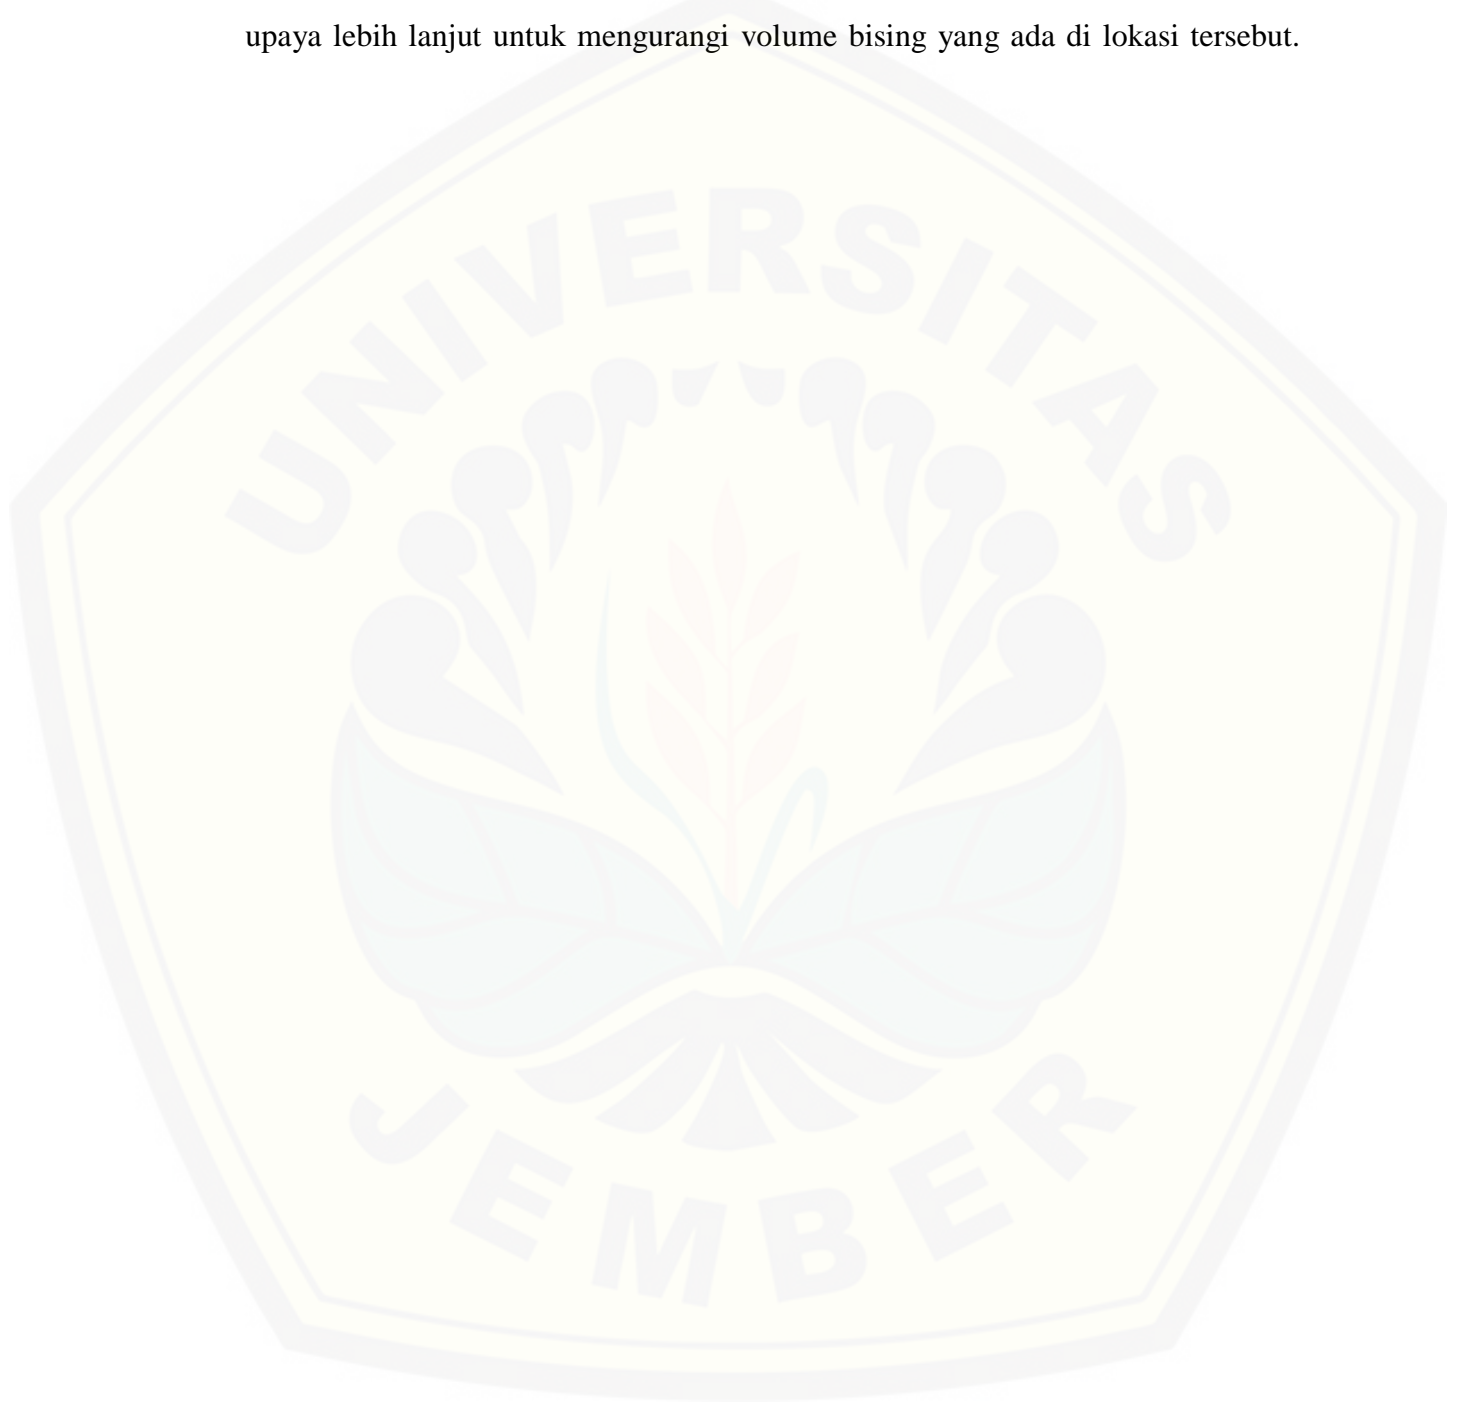 upaya lebih lanjut untuk mengurangi volume bising yang ada di lokasi tersebut.
UNIVERSITAS
JEMBER